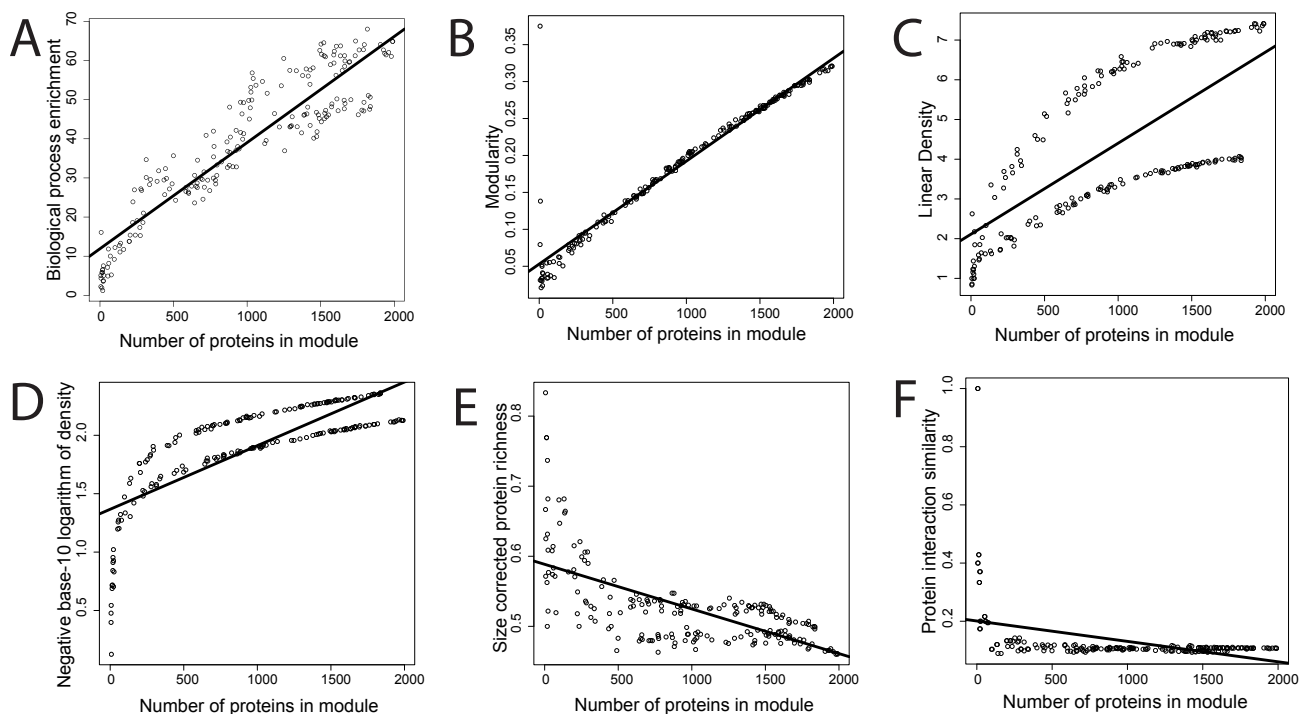 A
Biological process enrichment
0 10 20 30 40 50 60 70
0 500 1000 1500 2000
Number of proteins in module
B
Modularity
0.05 0.10 0.15 0.20 0.25 0.30 0.35
0 500 1000 1500 2000
Number of proteins in module
C
Linear Density
1 2 3 4 5 6 7
0 500 1000 1500 2000
Number of proteins in module
D
Negative base-10 logarithm of density
0.5 1.0 1.5 2.0
0 500 1000 1500 2000
Number of proteins in module
E
Size corrected protein richness
0.5 0.6 0.7 0.8
0 500 1000 1500 2000
Number of proteins in module
F
Protein interaction similarity
0.2 0.4 0.6 0.8 1.0
0 500 1000 1500 2000
Number of proteins in module